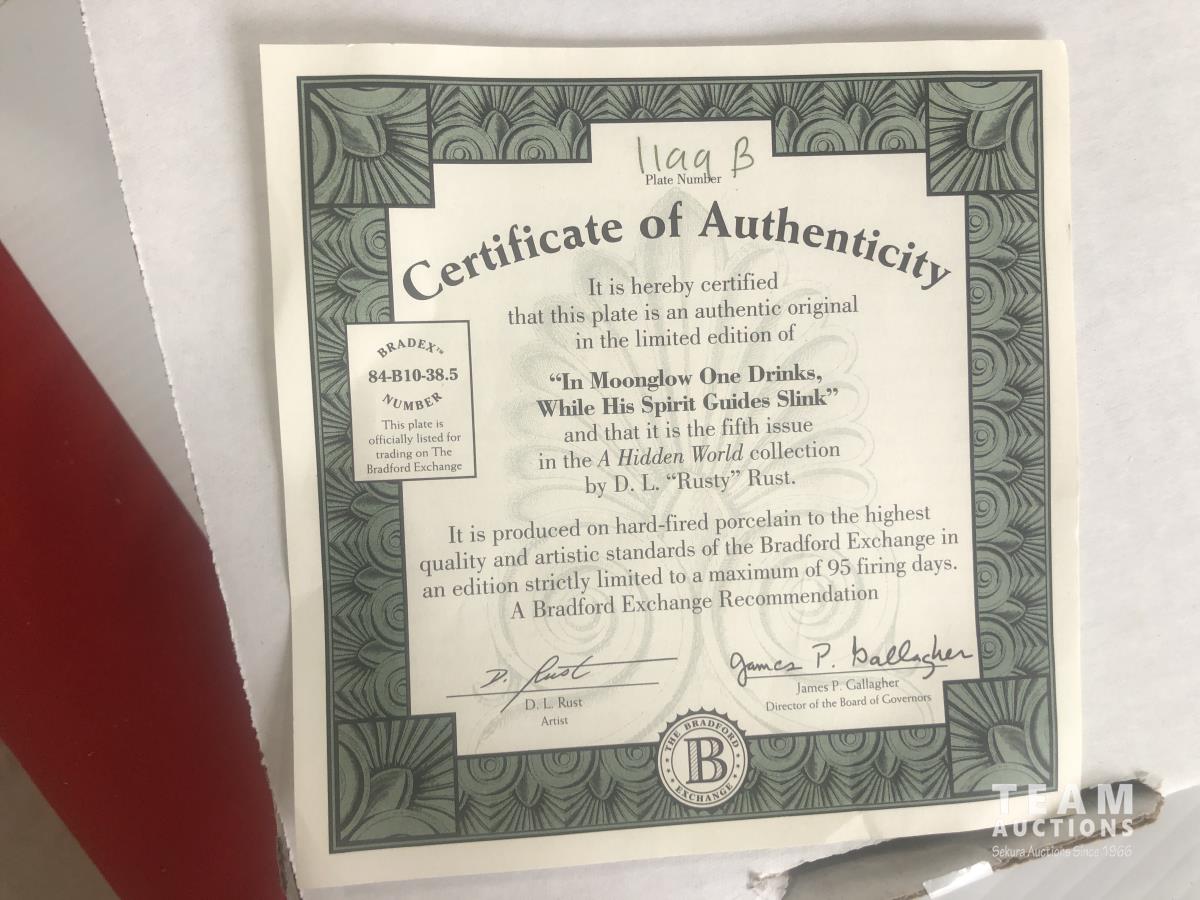 1199 B
Plate Number
Certificate of Authenticity
It is hereby certified
that this plate is an authentic original
in the limited edition of
“In Moonglow One Drinks,
While His Spirit Guides Slink”
and that it is the fifth issue
in the A Hidden World collection
by D. L. “Rusty” Rust.
BRADEX™
84-B10-38.5
NUMBER
This plate is
officially listed for
trading on The
Bradford Exchange
It is produced on hard-fired porcelain to the highest
quality and artistic standards of the Bradford Exchange in
an edition strictly limited to a maximum of 95 firing days.
A Bradford Exchange Recommendation
D. Rust
D. L. Rust
Artist
James P. Gallagher
James P. Gallagher
Director of the Board of Governors
THE BRADFORD
B
EXCHANGE
TEAM
AUCTIONS
Sekura Auctions Since 1966